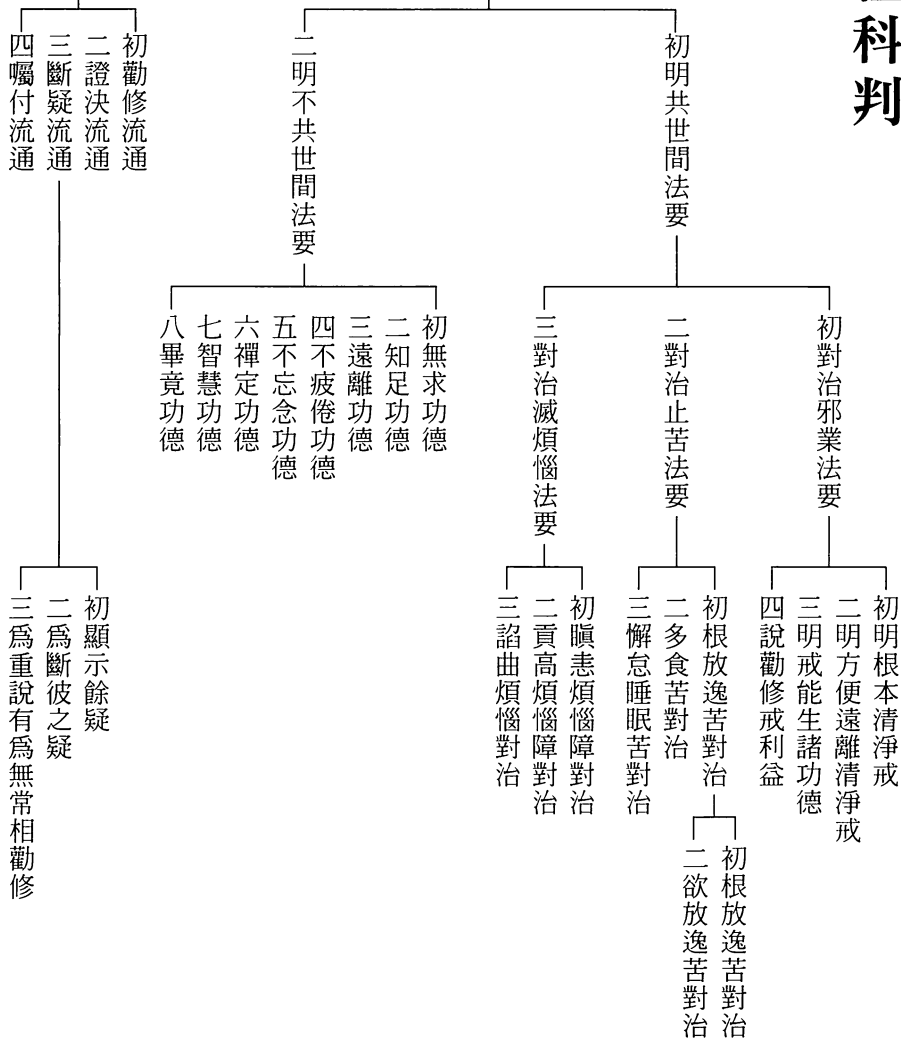 科判
初明共世間法要
初對治邪業法要
初明根本清淨戒
二明方便遠離清淨戒
三明戒能生諸功德
四說勸修戒利益
二對治止苦法要
初根放逸苦對治
初根放逸苦對治
二欲放逸苦對治
二多食苦對治
三懈怠睡眠苦對治
三對治滅煩惱法要
初瞋恚煩惱障對治
二貢高煩惱障對治
三諂曲煩惱對治
二明不共世間法要
初無求功德
二知足功德
三遠離功德
四不疲倦功德
五不忘念功德
六禪定功德
七智慧功德
八畢竟功德
初勸修流通
二證決流通
三斷疑流通
初顯示餘疑
二為斷彼之疑
三為重說有為無常相勸修
四囑付流通